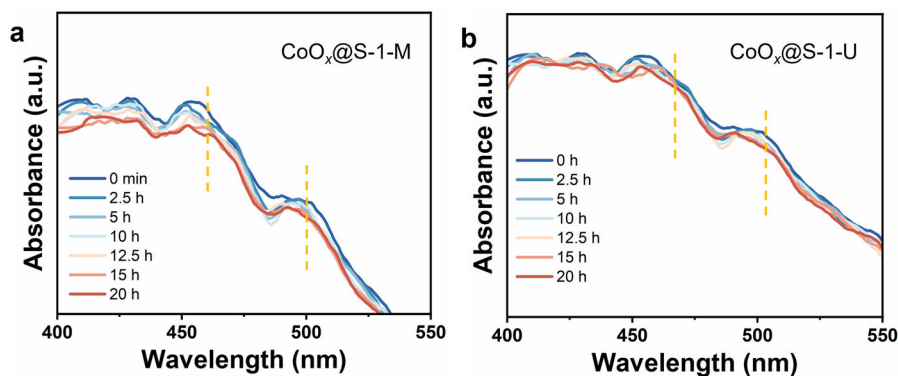 a
CoOx@S-1-M
Absorbance (a.u.)
0 min
2.5 h
5 h
10 h
12.5 h
15 h
20 h
400 450 500 550
Wavelength (nm)
b
CoOx@S-1-U
Absorbance (a.u.)
0 h
2.5 h
5 h
10 h
12.5 h
15 h
20 h
400 450 500 550
Wavelength (nm)